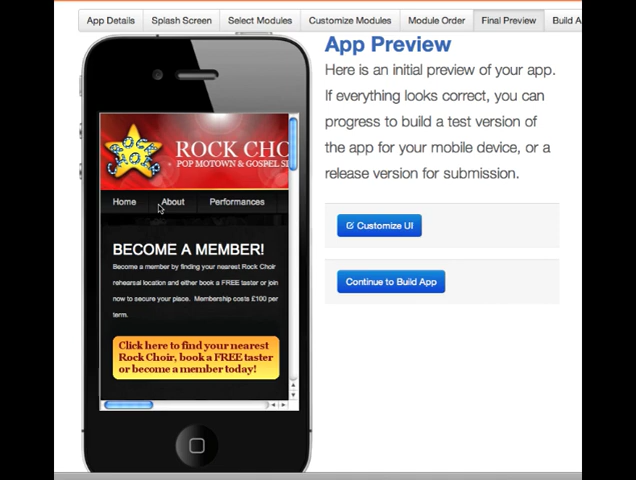 App Details Splash Screen Select Modules Customize Modules Module Order Final Preview Build A
App Preview
Here is an initial preview of your app.
If everything looks correct, you can
progress to build a test version of
the app for your mobile device, or a
release version for submission.
Customize UI
Continue to Build App
ROCK CHOIR
ROCK CHO
POP MOTOWN & GOSPEL SI
Home About Performances
BECOME A MEMBER!
Become a member by finding your nearest Rock Choir
rehearsal location and either book a FREE taster or join
now to secure your place. Membership costs £100 per
term.
Click here to find your nearest
Rock Choir, book a FREE taster
or become a member today!